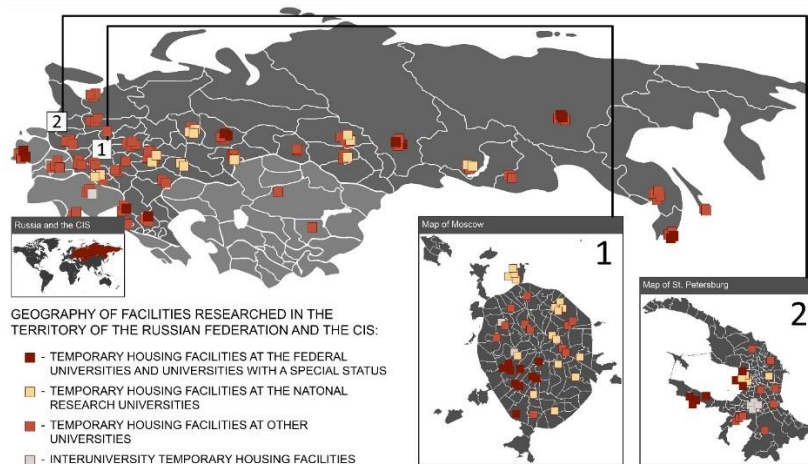 2
1
Russia and the CIS
Map of Moscow
1
Map of St. Petersburg
2
GEOGRAPHY OF FACILITIES RESEARCHED IN THE
TERRITORY OF THE RUSSIAN FEDERATION AND THE CIS:
- TEMPORARY HOUSING FACILITIES AT THE FEDERAL
UNIVERSITIES AND UNIVERSITIES WITH A SPECIAL STATUS
- TEMPORARY HOUSING FACILITIES AT THE NATONAL
RESEARCH UNIVERSITIES
- TEMPORARY HOUSING FACILITIES AT OTHER
UNIVERSITIES
- INTERUNIVERSITY TEMPORARY HOUSING FACILITIES